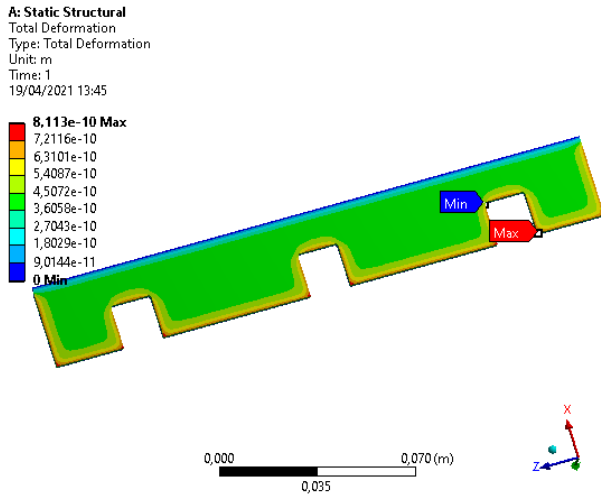 A: Static Structural
Total Deformation
Type: Total Deformation
Unit: m
Time: 1
19/04/2021 13:45
8,113e-10 Max
7,2116e-10
6,3101e-10
5,4087e-10
4,5072e-10
3,6058e-10
2,7043e-10
1,8029e-10
9,0144e-11
0 Min
Min
Max
0,000
0,070 (m)
0,035
X
Z